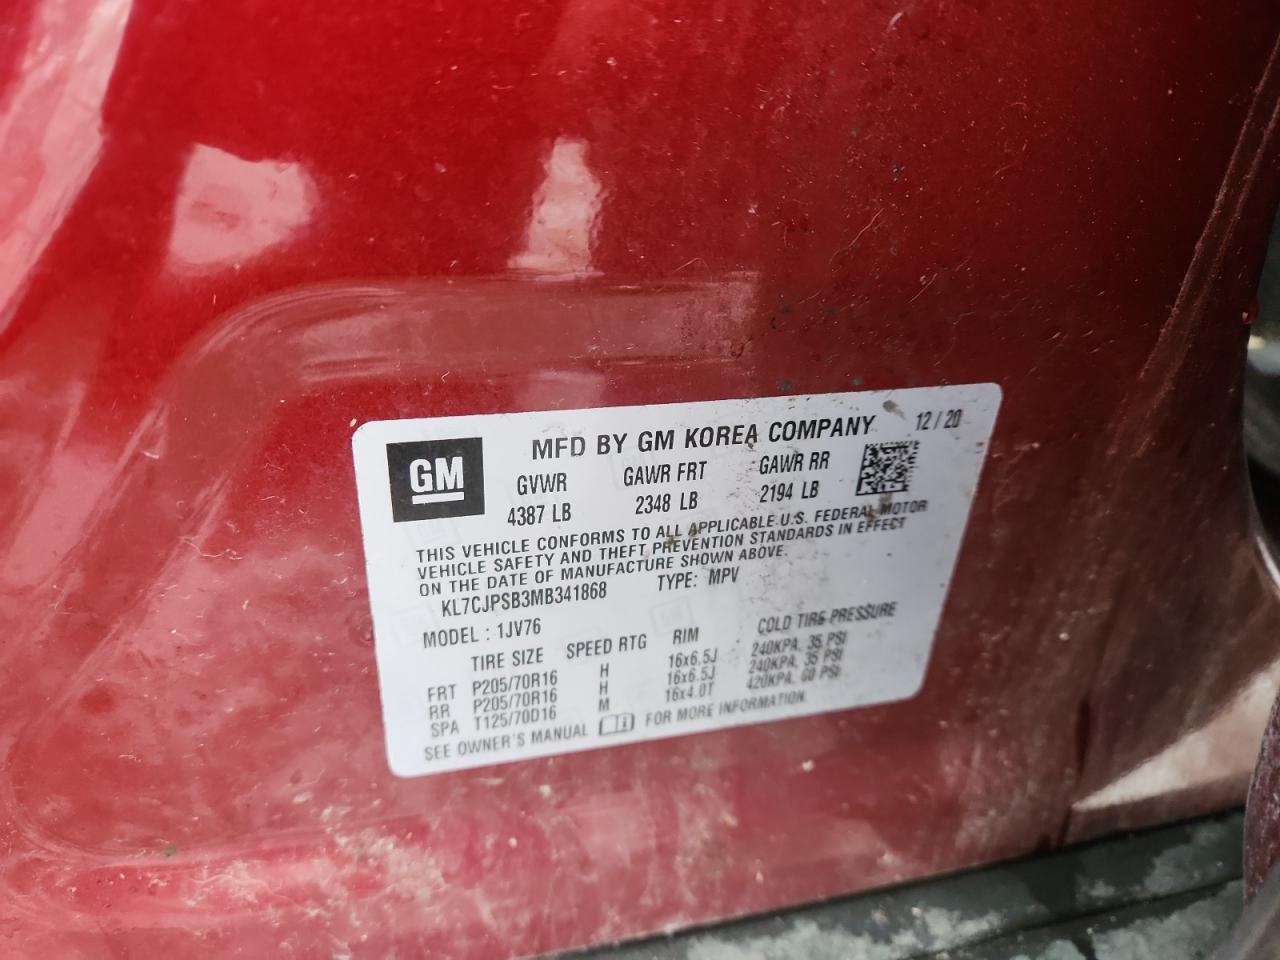 GM
MFD BY GM KOREA COMPANY 12 / 20
GVWR GAWR FRT GAWR RR
4387 LB 2348 LB 2194 LB
THIS VEHICLE CONFORMS TO ALL APPLICABLE U.S. FEDERAL MOTOR
VEHICLE SAFETY AND THEFT PREVENTION STANDARDS IN EFFECT
ON THE DATE OF MANUFACTURE SHOWN ABOVE.
KL7CJPSB3MB341868 TYPE: MPV
MODEL : 1JV76
TIRE SIZE SPEED RTG RIM COLD TIRE PRESSURE
FRT P205/70R16 H 16x6.5J 240KPA, 35 PSI
RR P205/70R16 H 16x6.5J 240KPA, 35 PSI
SPA T125/70D16 M 16x4.0T 420KPA, 60 PSI
SEE OWNER'S MANUAL FOR MORE INFORMATION.